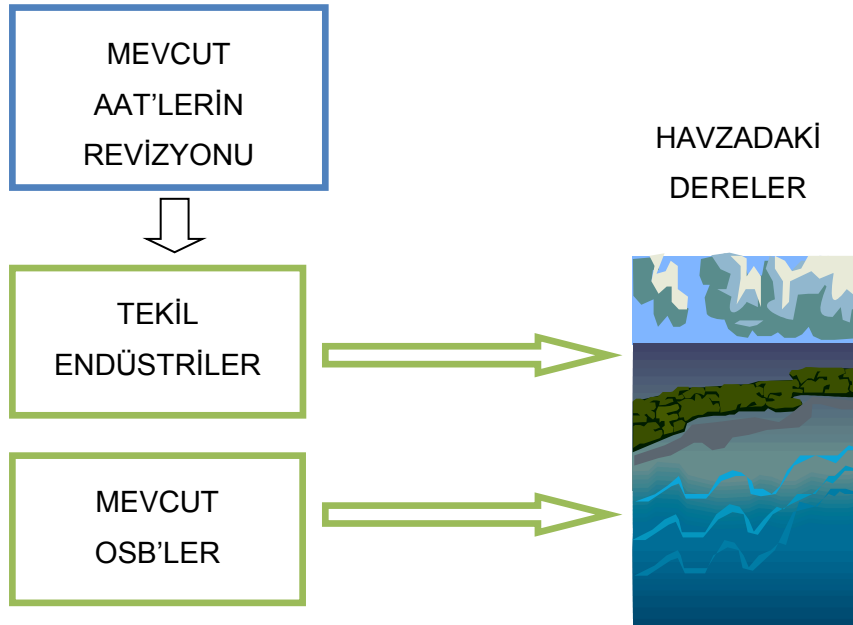 MEVCUT
AAT'LERİN
REVİZYONU
HAVZADAKİ
DERELER
TEKİL
ENDÜSTRİLER
MEVCUT
OSB'LER